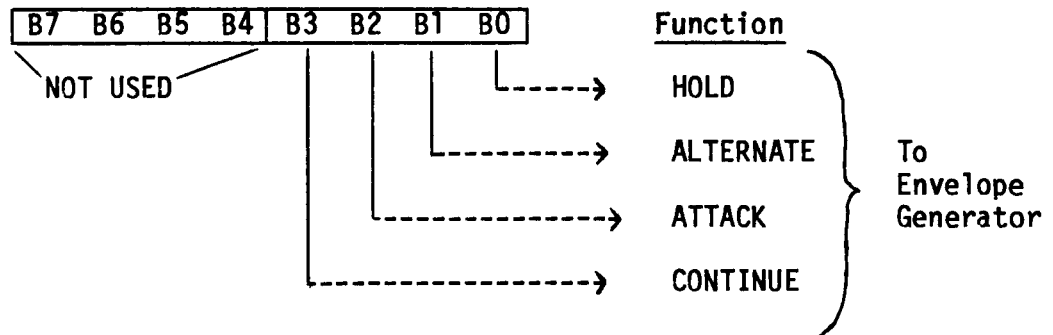 B7 B6 B5 B4 B3 B2 B1 B0 Function
NOT USED HOLD
ALTERNATE To
Envelope
ATTACK Generator
CONTINUE